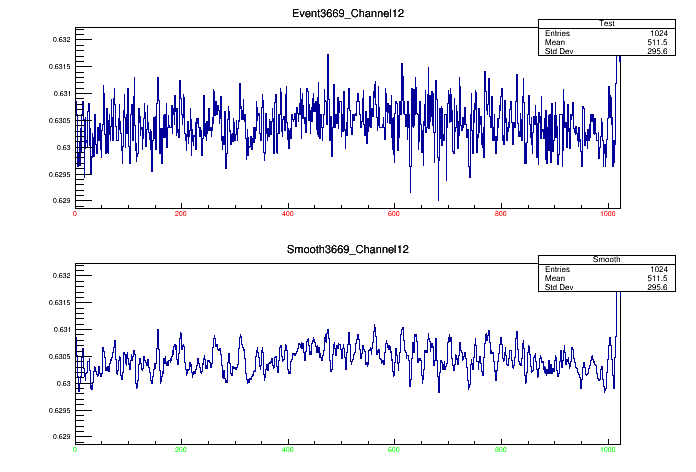 Event3669_Channel12
Test
Entries 1024
Mean 511.5
Std Dev 295.6
0.632
0.6315
0.631
0.6305
0.63
0.6295
0.629
0 200 400 600 800 1000
Smooth3669_Channel12
Smooth
Entries 1024
Mean 511.5
Std Dev 295.6
0.632
0.6315
0.631
0.6305
0.63
0.6295
0.629
0 200 400 600 800 1000